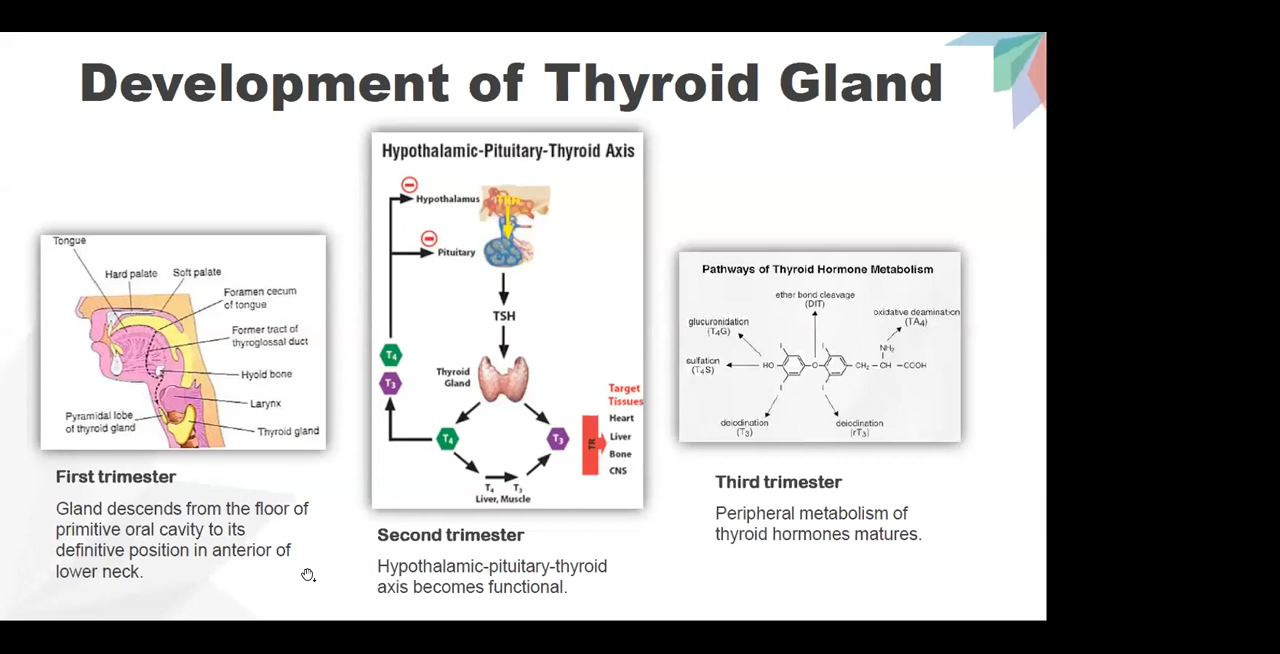 Development of Thyroid Gland
Tongue
Hard palate
Soft palate
Foramen cecum
of tongue
Former tract of
thyroglossal duct
Hyoid bone
Larynx
Pyramidal lobe
of thyroid gland
Thyroid gland
First trimester
Gland descends from the floor of
primitive oral cavity to its
definitive position in anterior of
lower neck.
Hypothalamic-Pituitary-Thyroid Axis
Hypothalamus
Pituitary
TSH
T4
T3
Thyroid
Gland
T4
T3
T4 T3
Liver, Muscle
TR
Target
Tissues
Heart
Liver
Bone
CNS
Second trimester
Hypothalamic-pituitary-thyroid
axis becomes functional.
Pathways of Thyroid Hormone Metabolism
ether bond cleavage
(DIT)
oxidative deamination
(TA4)
glucuronidation
(T4G)
sulfation
(T4S)
NH2
HO
I
I
O
I
I
CH2 — CH — COOH
deiodination
(T3)
deiodination
(rT3)
Third trimester
Peripheral metabolism of
thyroid hormones matures.